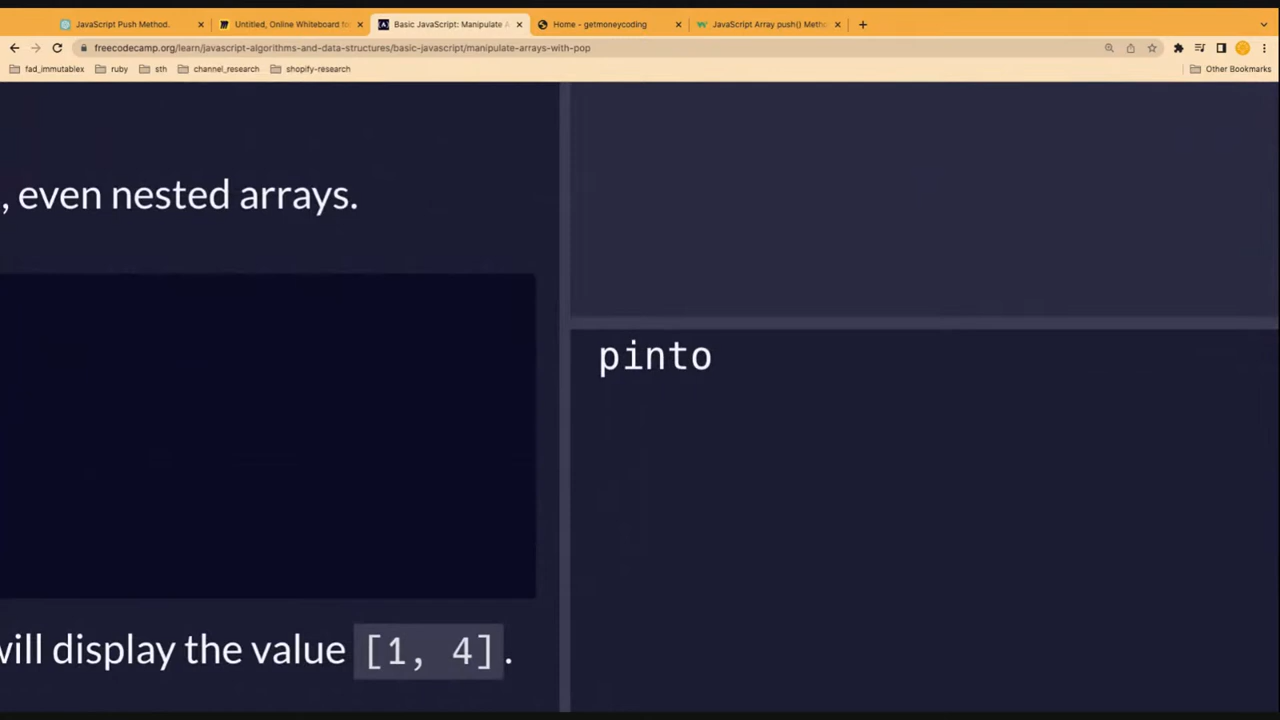 JavaScript Push Method.
Untitled, Online Whiteboard fo
Basic JavaScript: Manipulate A
Home - getmoneycoding
JavaScript Array push() Metho
freecodecamp.org/learn/javascript-algorithms-and-data-structures/basic-javascript/manipulate-arrays-with-pop
fad_immutablex
ruby
sth
channel_research
shopify-research
Other Bookmarks
, even nested arrays.
pinto
will display the value [1, 4].